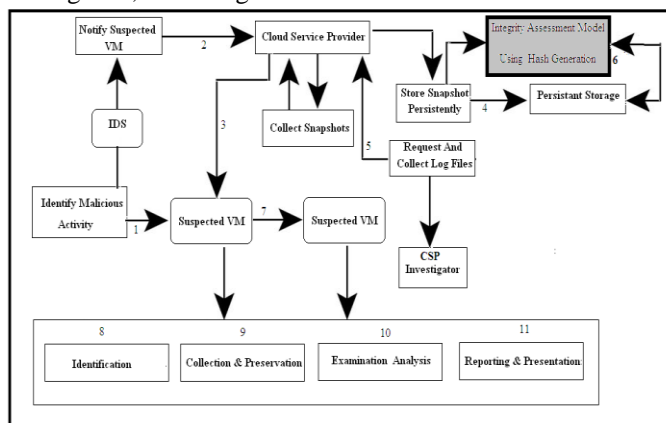 Notify Suspected
VM
2
Cloud Service Provider
Integrity Assessment Model
Using Hash Generation
6
IDS
3
Collect Snapshots
Store Snapshot
Persistently
4
Persistant Storage
5
Request And
Collect Log Files
Identify Malicious
Activity
1
Suspected VM
7
Suspected VM
CSP
Investigator
8
9
10
11
Identification
Collection & Preservation
Examination Analysis
Reporting & Presentation